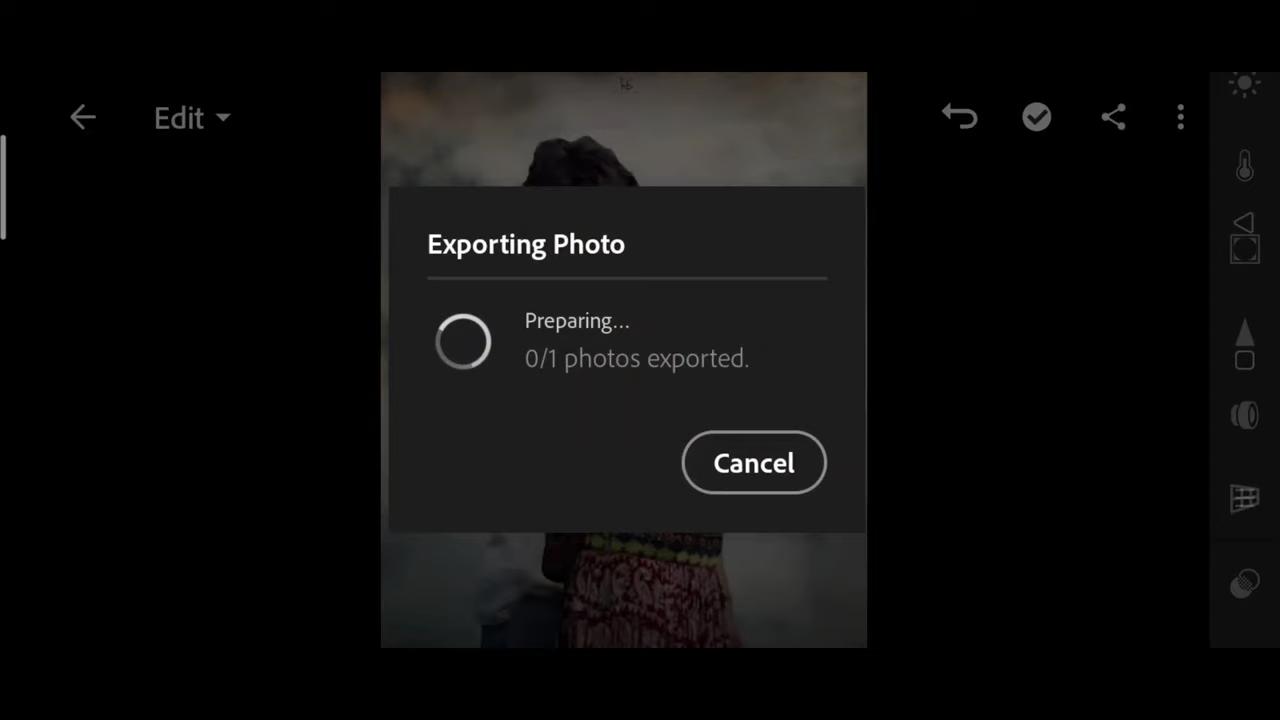 Edit
Exporting Photo
Preparing...
0/1 photos exported.
Cancel